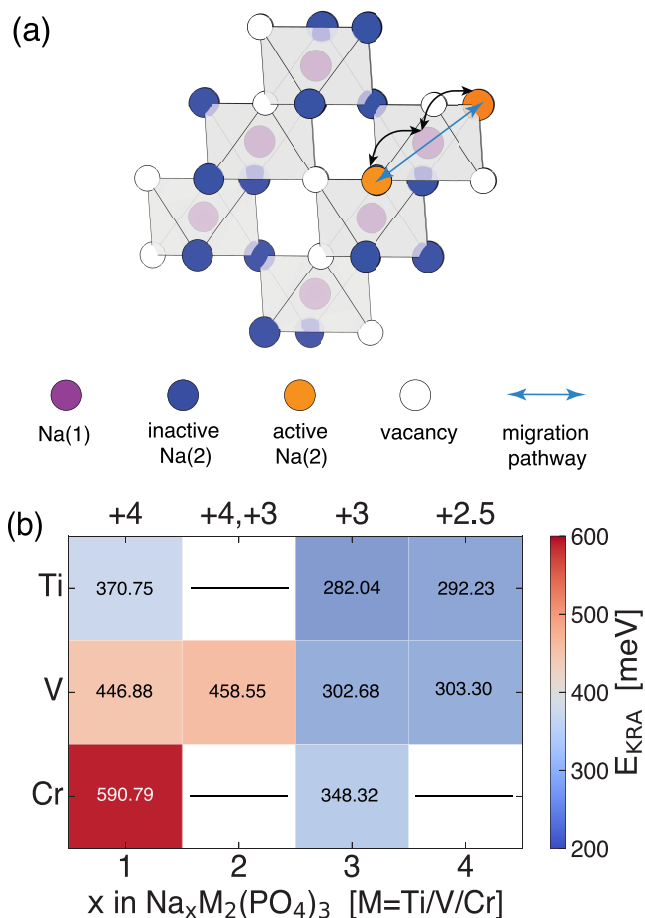 (a)
Na(1)
inactive
Na(2)
active
Na(2)
vacancy
migration
pathway
(b)
+4 +4,+3 +3 +2.5
Ti 370.75 282.04 292.23
V 446.88 458.55 302.68 303.30
Cr 590.79 348.32
1 2 3 4
x in NaₓM₂(PO₄)₃ [M=Ti/V/Cr]
600
500
400
300
200
E_KRA [meV]